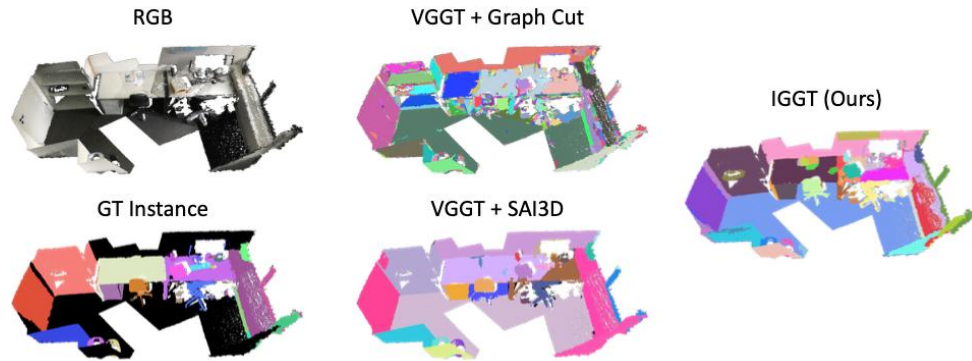 RGB
VGGT + Graph Cut
IGGT (Ours)
GT Instance
VGGT + SAI3D